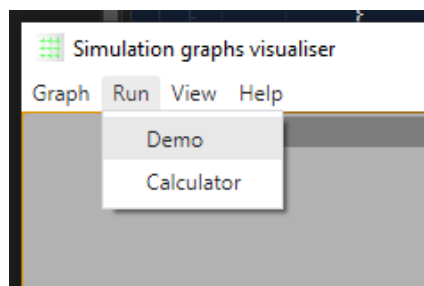 Simulation graphs visualiser
Graph Run View Help
Demo
Calculator